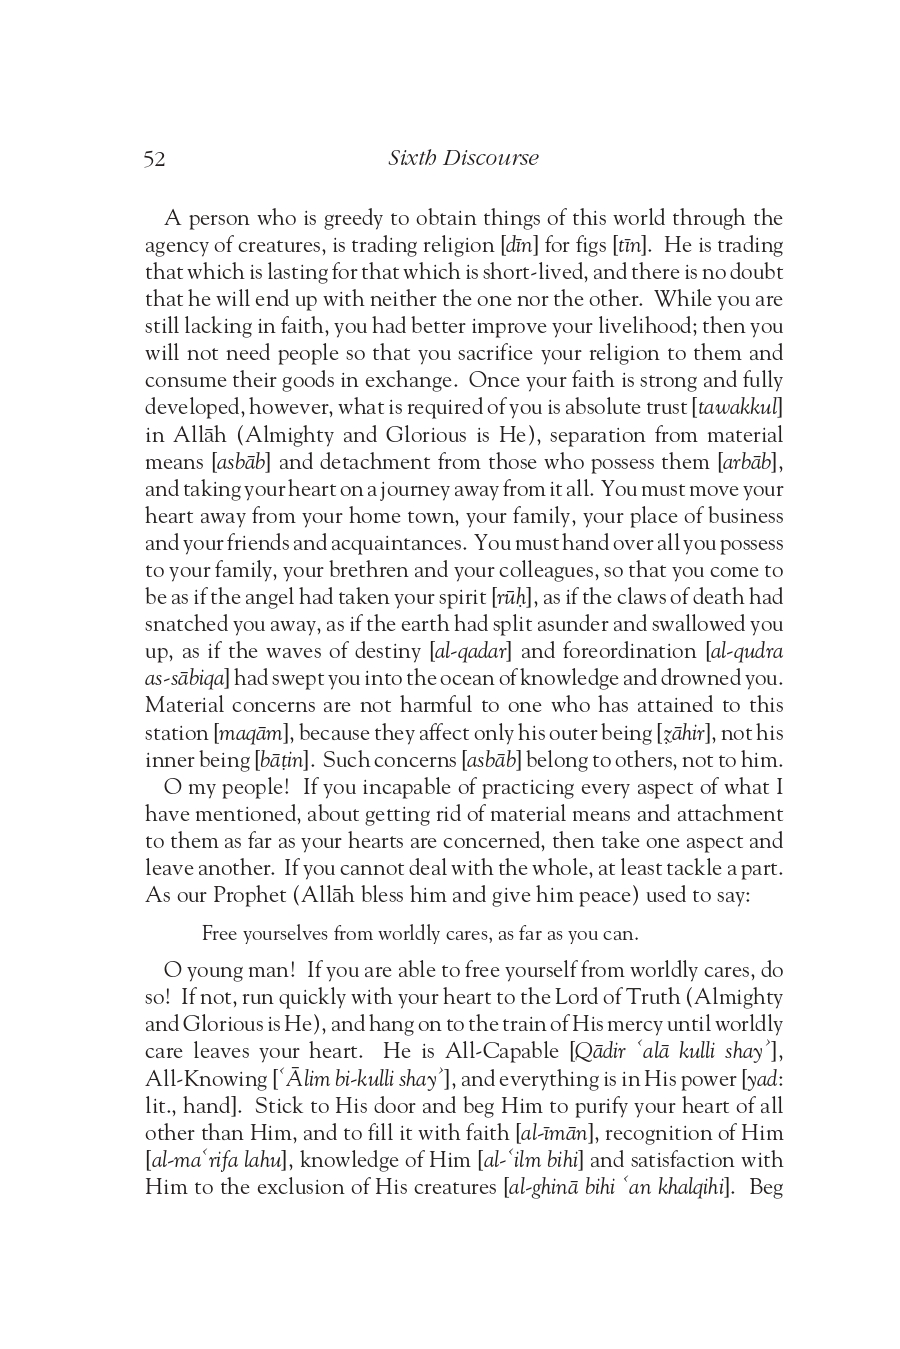 52
Sixth Discourse
A person who is greedy to obtain things of this world through the
agency of creatures, is trading religion [dīn] for figs [tīn]. He is trading
that which is lasting for that which is short-lived, and there is no doubt
that he will end up with neither the one nor the other. While you are
still lacking in faith, you had better improve your livelihood; then you
will not need people so that you sacrifice your religion to them and
consume their goods in exchange. Once your faith is strong and fully
developed, however, what is required of you is absolute trust [tawakkul]
in Allāh (Almighty and Glorious is He), separation from material
means [asbāb] and detachment from those who possess them [arbāb],
and taking your heart on a journey away from it all. You must move your
heart away from your home town, your family, your place of business
and your friends and acquaintances. You must hand over all you possess
to your family, your brethren and your colleagues, so that you come to
be as if the angel had taken your spirit [rūḥ], as if the claws of death had
snatched you away, as if the earth had split asunder and swallowed you
up, as if the waves of destiny [al-qadar] and foreordination [al-qudra
as-sābiqa] had swept you into the ocean of knowledge and drowned you.
Material concerns are not harmful to one who has attained to this
station [maqām], because they affect only his outer being [ẓāhir], not his
inner being [bāṭin]. Such concerns [asbāb] belong to others, not to him.
O my people! If you incapable of practicing every aspect of what I
have mentioned, about getting rid of material means and attachment
to them as far as your hearts are concerned, then take one aspect and
leave another. If you cannot deal with the whole, at least tackle a part.
As our Prophet (Allāh bless him and give him peace) used to say:
Free yourselves from worldly cares, as far as you can.
O young man! If you are able to free yourself from worldly cares, do
so! If not, run quickly with your heart to the Lord of Truth (Almighty
and Glorious is He), and hang on to the train of His mercy until worldly
care leaves your heart. He is All-Capable [Qādir ʿalā kulli shayʾ],
All-Knowing [ʿĀlim bi-kulli shayʾ], and everything is in His power [yad:
lit., hand]. Stick to His door and beg Him to purify your heart of all
other than Him, and to fill it with faith [al-īmān], recognition of Him
[al-maʿrifa lahu], knowledge of Him [al-ʿilm bihi] and satisfaction with
Him to the exclusion of His creatures [al-ghinā bihi ʿan khalqihi]. Beg